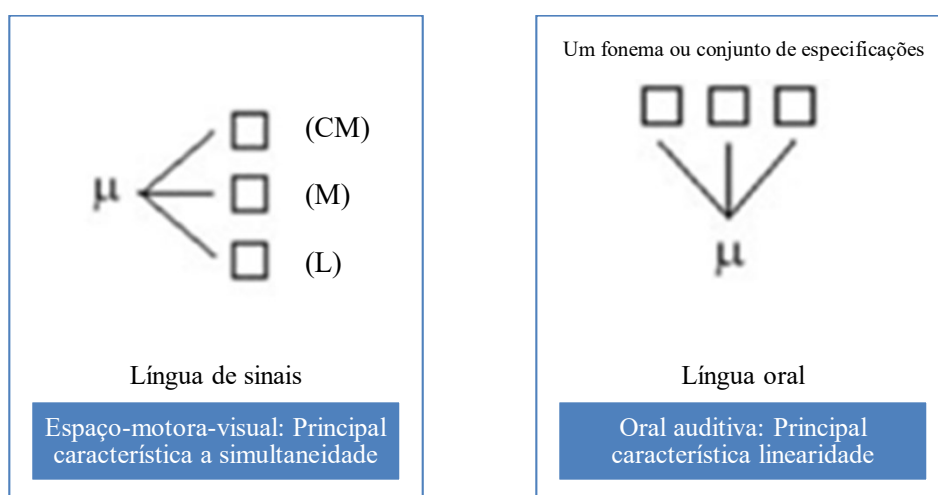 (CM)
μ (M)
(L)
Língua de sinais
Espaço-motora-visual: Principal
característica a simultaneidade
Um fonema ou conjunto de especificações
μ
Língua oral
Oral auditiva: Principal
característica linearidade